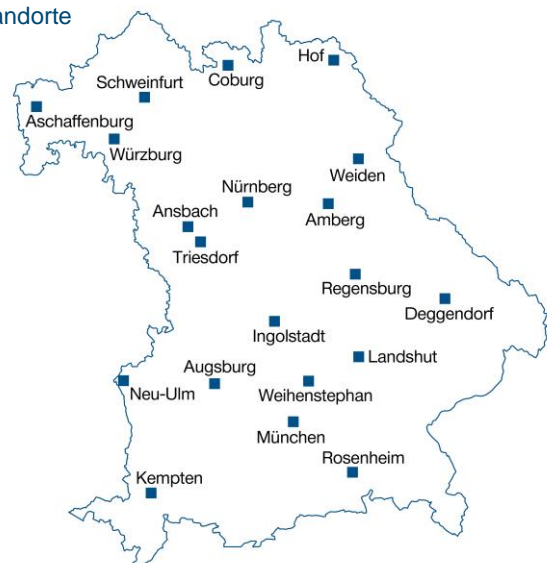 andorte
Hof
Coburg
Schweinfurt
Aschaffenburg
Würzburg
Weiden
Nürnberg
Amberg
Ansbach
Triesdorf
Regensburg
Deggendorf
Ingolstadt
Landshut
Augsburg
Neu-Ulm
Weihenstephan
München
Rosenheim
Kempten